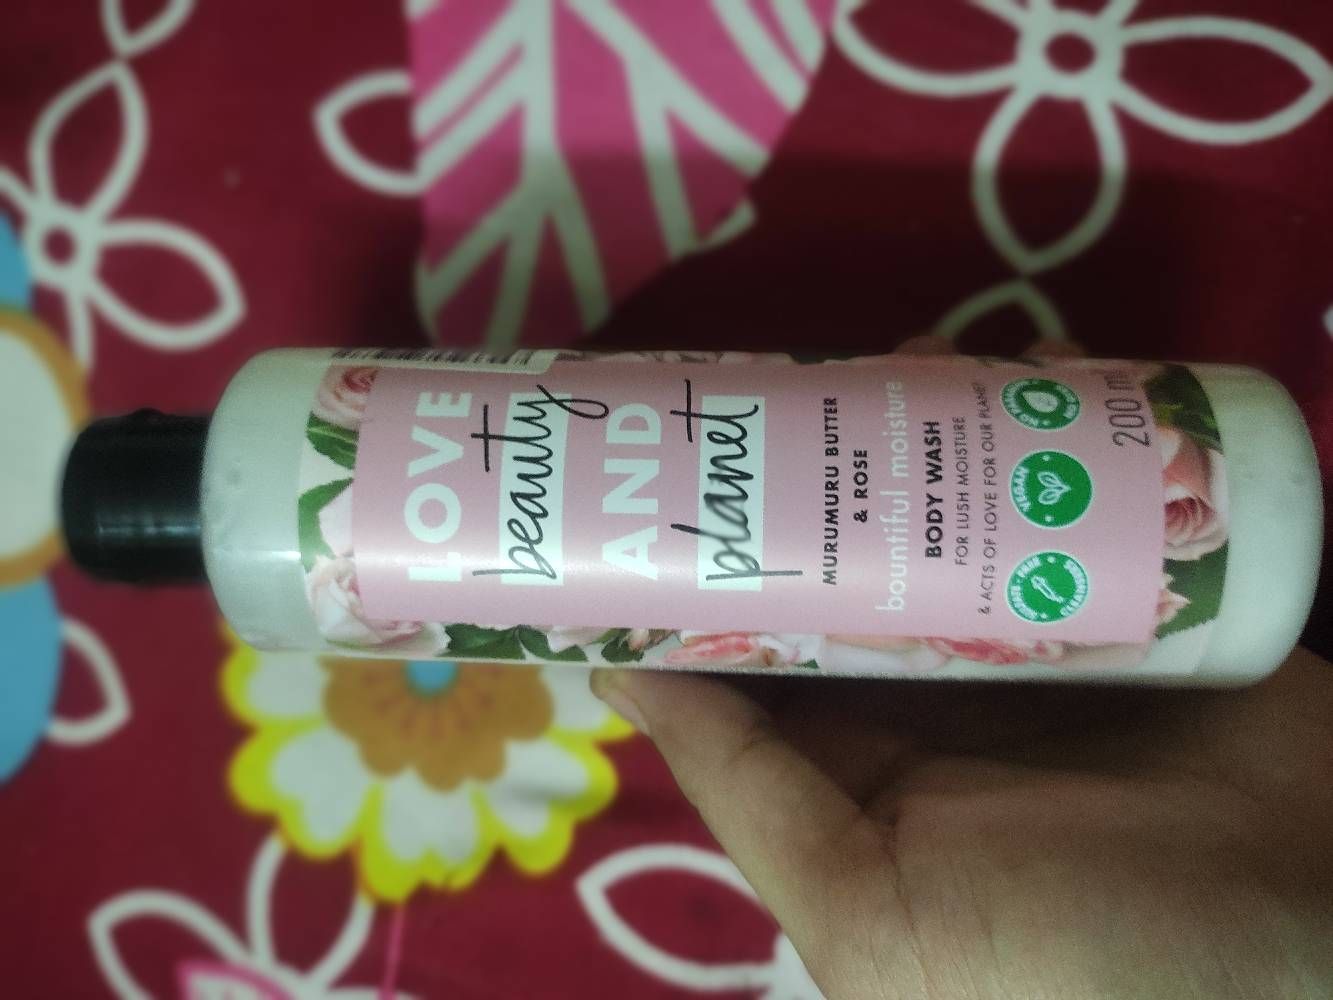 LOVE
beauty
AND
planet
MURUMURU BUTTER
& ROSE
bountiful moisture
BODY WASH
FOR LUSH MOISTURE
& ACTS OF LOVE FOR OUR PLANET
VEGAN
CLEANSERS
200 ml